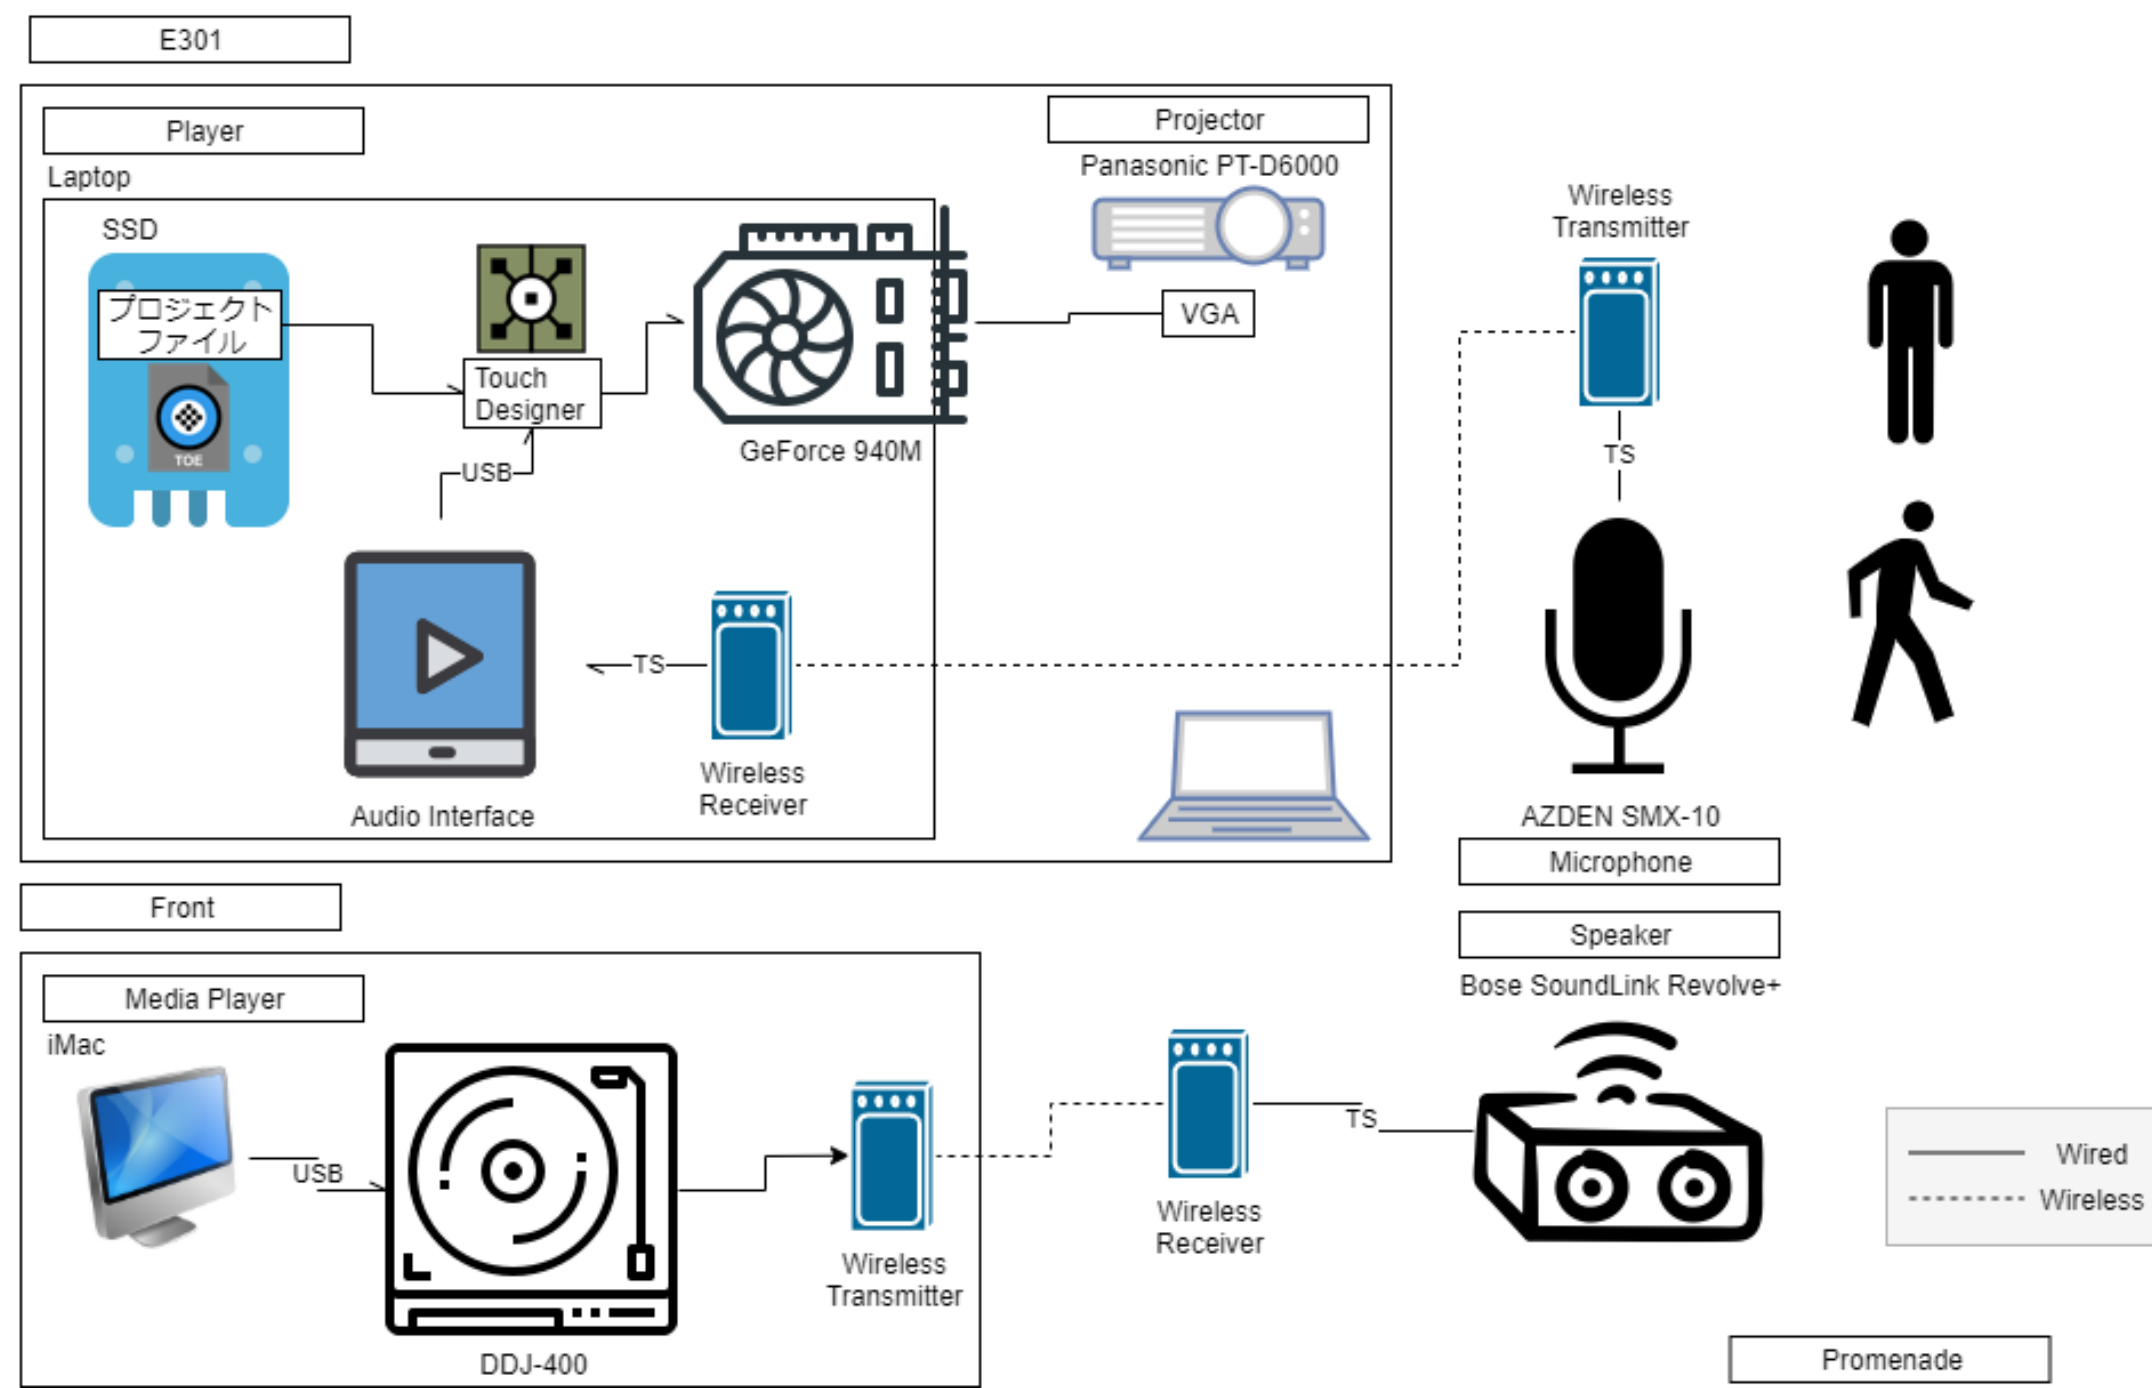 E301
Player
Laptop
SSD
プロジェクト
ファイル
TOE
Touch
Designer
USB
GeForce 940M
Projector
Panasonic PT-D6000
VGA
Audio Interface
TS
Wireless
Receiver
Wireless
Transmitter
TS
AZDEN SMX-10
Microphone
Front
Media Player
iMac
USB
DDJ-400
Wireless
Transmitter
Wireless
Receiver
TS
Speaker
Bose SoundLink Revolve+
Wired
Wireless
Promenade